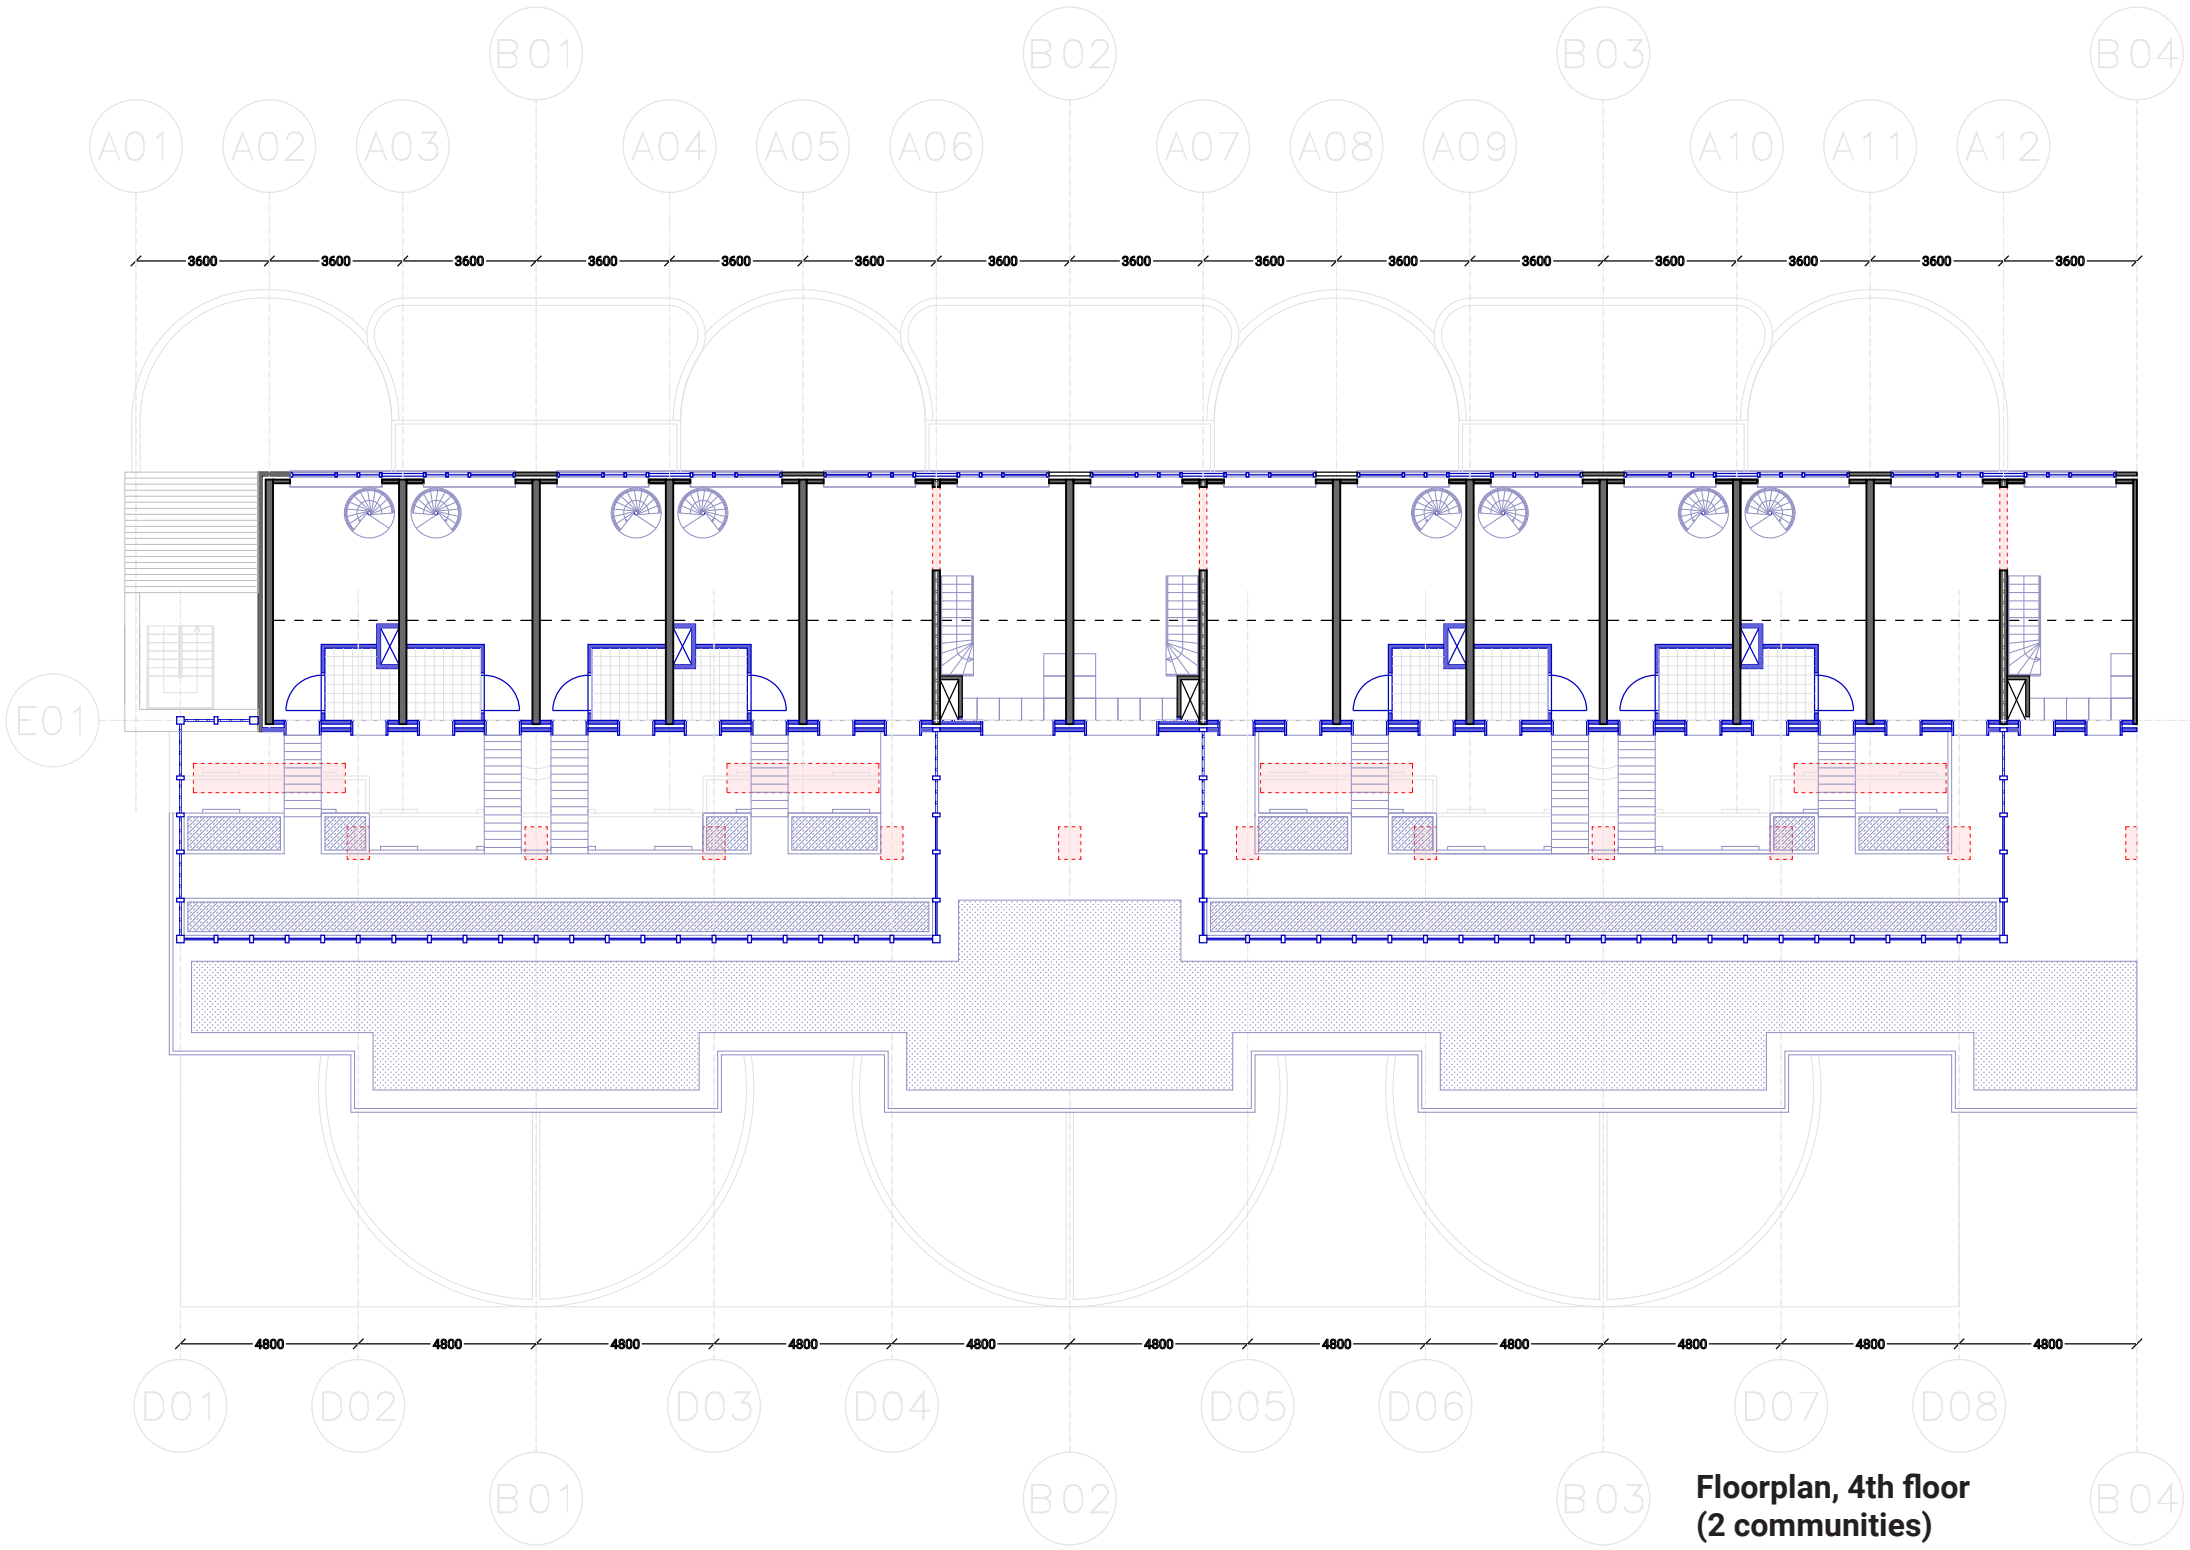 B01 B02 B03 B04
A01 A02 A03 A04 A05 A06 A07 A08 A09 A10 A11 A12
3600 3600 3600 3600 3600 3600 3600 3600 3600 3600 3600 3600 3600 3600 3600
A
E01
4800 4800 4800 4800 4800 4800 4800 4800 4800 4800 4800
D01 D02 D03 D04 D05 D06 D07 D08
B01 B02 B03 B04
Floorplan, 4th floor
(2 communities)